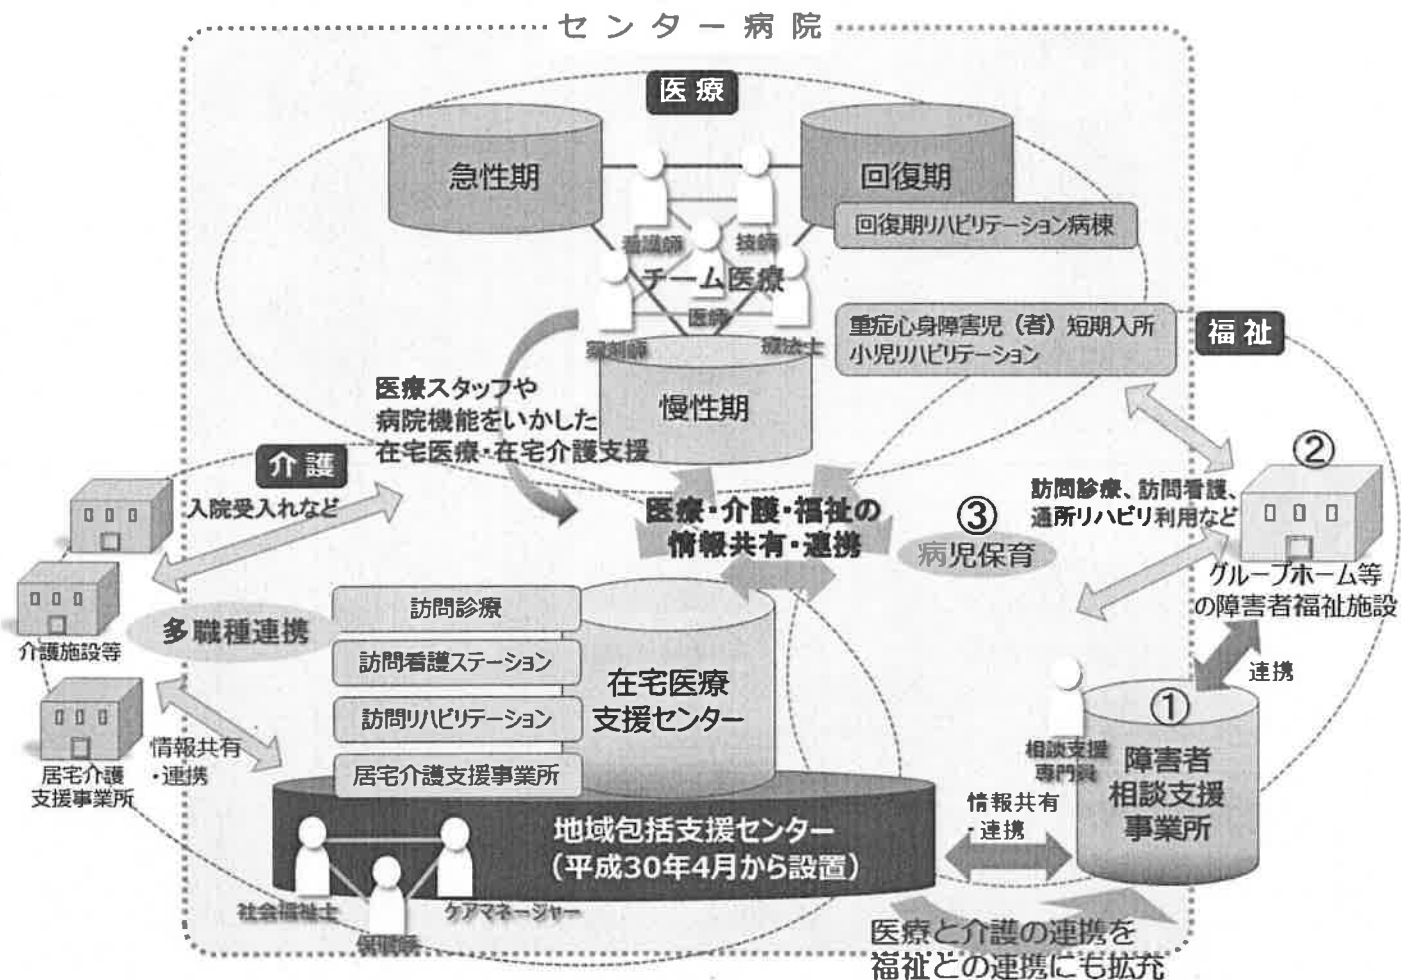 センター病院
医療
急性期
回復期
回復期リハビリテーション病棟
看護師
技師
チーム医療
医師
薬剤師
療法士
重症心身障害児（者）短期入所
小児リハビリテーション
福祉
慢性期
医療スタッフや
病院機能をいかした
在宅医療・在宅介護支援
介護
入院受入れなど
医療・介護・福祉の
情報共有・連携
③
病児保育
訪問診療、訪問看護、
通所リハビリ利用など
②
グループホーム等
の障害者福祉施設
介護施設等
多職種連携
訪問診療
訪問看護ステーション
訪問リハビリテーション
居宅介護支援事業所
在宅医療
支援センター
連携
居宅介護
支援事業所
情報共有
・連携
相談支援
専門員
①
障害者
相談支援
事業所
地域包括支援センター
（平成30年4月から設置）
情報共有
・連携
社会福祉士
保健師
ケアマネージャー
医療と介護の連携を
福祉との連携にも拡充